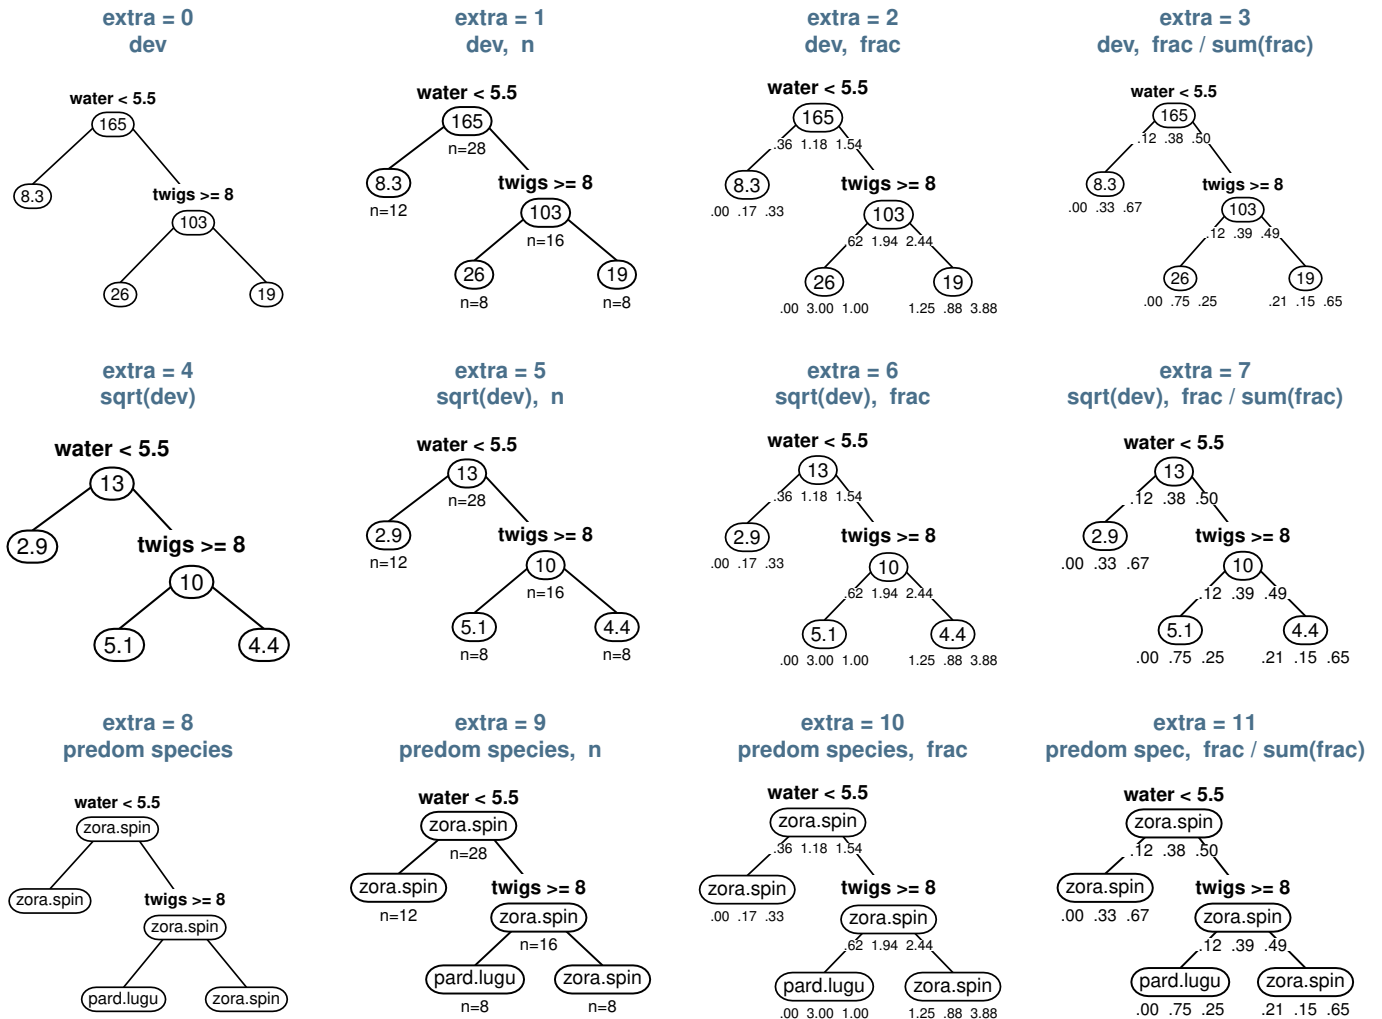 extra = 0
dev
water < 5.5
165
8.3
twigs >= 8
103
26
19
extra = 1
dev, n
water < 5.5
165
n=28
8.3
n=12
twigs >= 8
103
n=16
26
n=8
19
n=8
extra = 2
dev, frac
water < 5.5
165
.36 1.18 1.54
8.3
.00 .17 .33
twigs >= 8
103
.62 1.94 2.44
26
.00 3.00 1.00
19
1.25 .88 3.88
extra = 3
dev, frac / sum(frac)
water < 5.5
165
.12 .38 .50
8.3
.00 .33 .67
twigs >= 8
103
.12 .39 .49
26
.00 .75 .25
19
.21 .15 .65
extra = 4
sqrt(dev)
water < 5.5
13
2.9
twigs >= 8
10
5.1
4.4
extra = 5
sqrt(dev), n
water < 5.5
13
n=28
2.9
n=12
twigs >= 8
10
n=16
5.1
n=8
4.4
n=8
extra = 6
sqrt(dev), frac
water < 5.5
13
.36 1.18 1.54
2.9
.00 .17 .33
twigs >= 8
10
.62 1.94 2.44
5.1
.00 3.00 1.00
4.4
1.25 .88 3.88
extra = 7
sqrt(dev), frac / sum(frac)
water < 5.5
13
.12 .38 .50
2.9
.00 .33 .67
twigs >= 8
10
.12 .39 .49
5.1
.00 .75 .25
4.4
.21 .15 .65
extra = 8
predom species
water < 5.5
zora.spin
zora.spin
twigs >= 8
zora.spin
pard.lugu
zora.spin
extra = 9
predom species, n
water < 5.5
zora.spin
n=28
zora.spin
n=12
twigs >= 8
zora.spin
n=16
pard.lugu
n=8
zora.spin
n=8
extra = 10
predom species, frac
water < 5.5
zora.spin
.36 1.18 1.54
zora.spin
.00 .17 .33
twigs >= 8
zora.spin
.62 1.94 2.44
pard.lugu
.00 3.00 1.00
zora.spin
1.25 .88 3.88
extra = 11
predom spec, frac / sum(frac)
water < 5.5
zora.spin
.12 .38 .50
zora.spin
.00 .33 .67
twigs >= 8
zora.spin
.12 .39 .49
pard.lugu
.00 .75 .25
zora.spin
.21 .15 .65